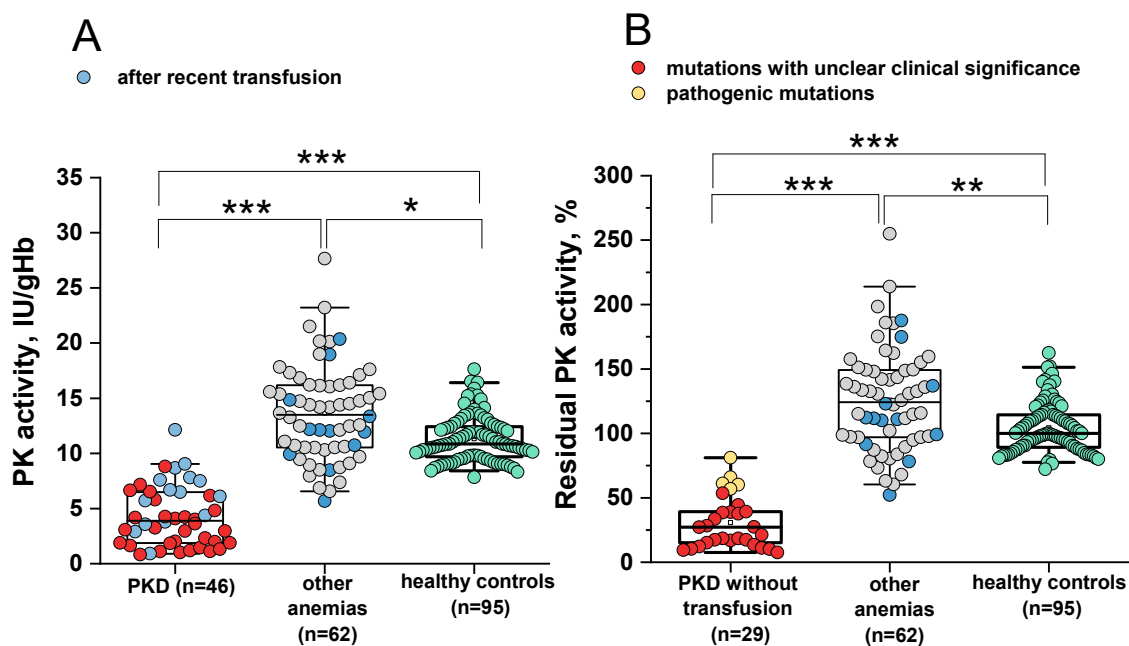 A
after recent transfusion
PK activity, IU/gHb
35
30
25
20
15
10
5
0
***
***
*
PKD (n=46)
other
anemias
(n=62)
healthy controls
(n=95)
B
mutations with unclear clinical significance
pathogenic mutations
Residual PK activity, %
300
250
200
150
100
50
0
***
***
**
PKD without
transfusion
(n=29)
other
anemias
(n=62)
healthy controls
(n=95)